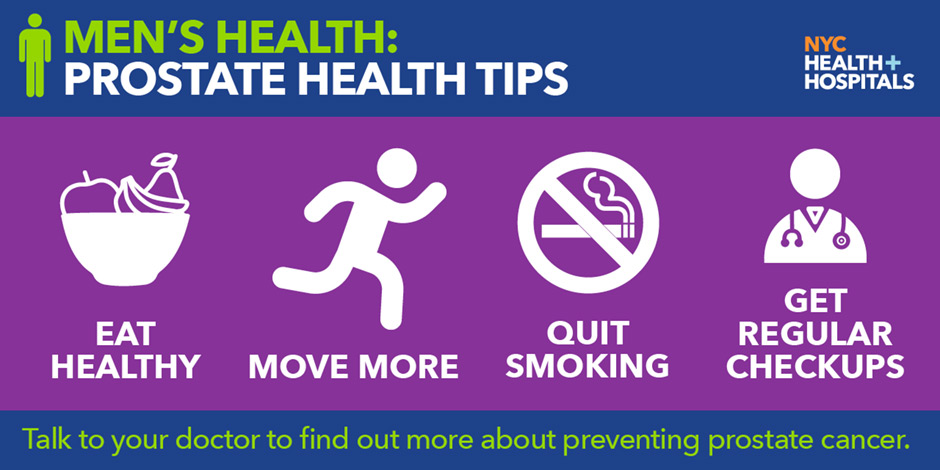 MEN'S HEALTH:
PROSTATE HEALTH TIPS
NYC
HEALTH+
HOSPITALS
EAT
HEALTHY
MOVE MORE
QUIT
SMOKING
GET
REGULAR
CHECKUPS
Talk to your doctor to find out more about preventing prostate cancer.